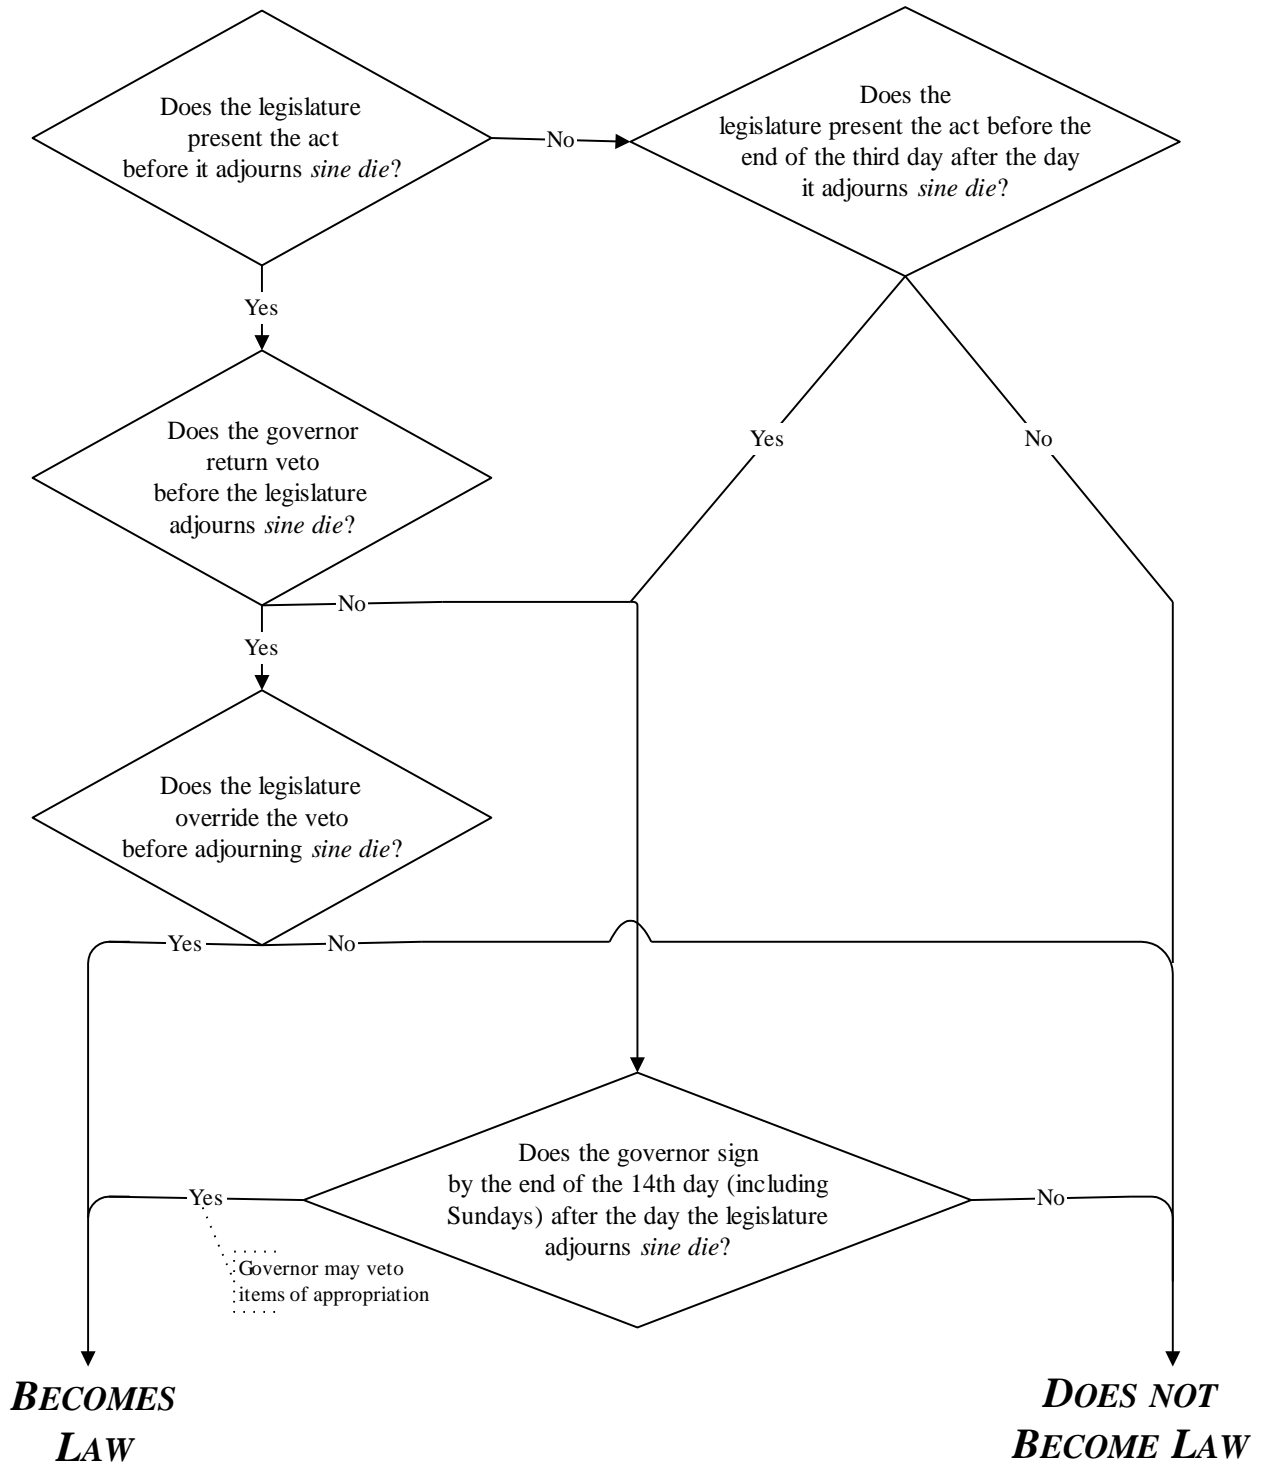 Does the legislature
present the act
before it adjourns sine die?
No
Does the
legislature present the act before the
end of the third day after the day
it adjourns sine die?
Yes
Does the governor
return veto
before the legislature
adjourns sine die?
Yes
No
No
Yes
Does the legislature
override the veto
before adjourning sine die?
Yes
No
Does the governor sign
by the end of the 14th day (including
Sundays) after the day the legislature
adjourns sine die?
Yes
No
Governor may veto
items of appropriation
BECOMES
LAW
DOES NOT
BECOME LAW